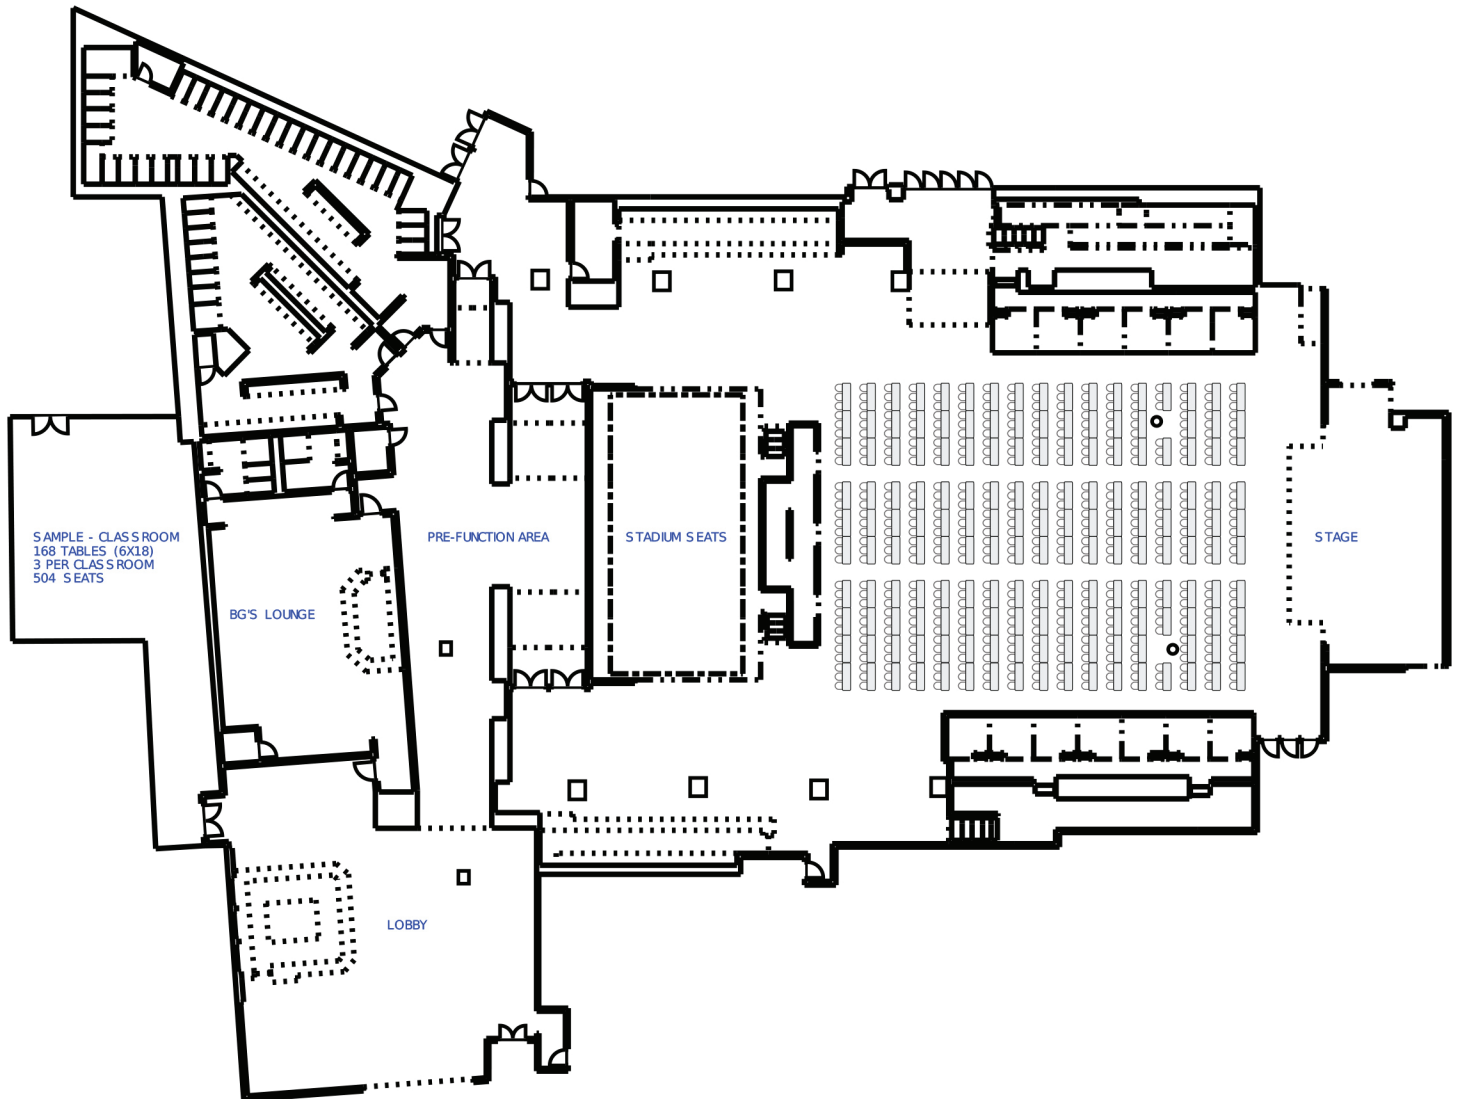 SAMPLE - CLASSROOM
168 TABLES (6X18)
3 PER CLASSROOM
504 SEATS
PRE-FUNCTION AREA
STADIUM SEATS
STAGE
BG'S LOUNGE
LOBBY